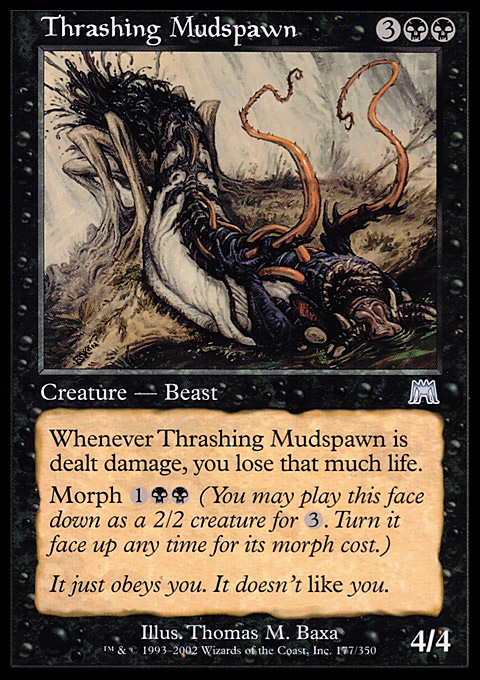 Thrashing Mudspawn 3
Creature — Beast
Whenever Thrashing Mudspawn is
dealt damage, you lose that much life.
Morph 1 (You may play this face
down as a 2/2 creature for 3. Turn it
face up any time for its morph cost.)
It just obeys you. It doesn't like you.
Illus. Thomas M. Baxa
™ & © 1993–2002 Wizards of the Coast, Inc. 177/350
4/4